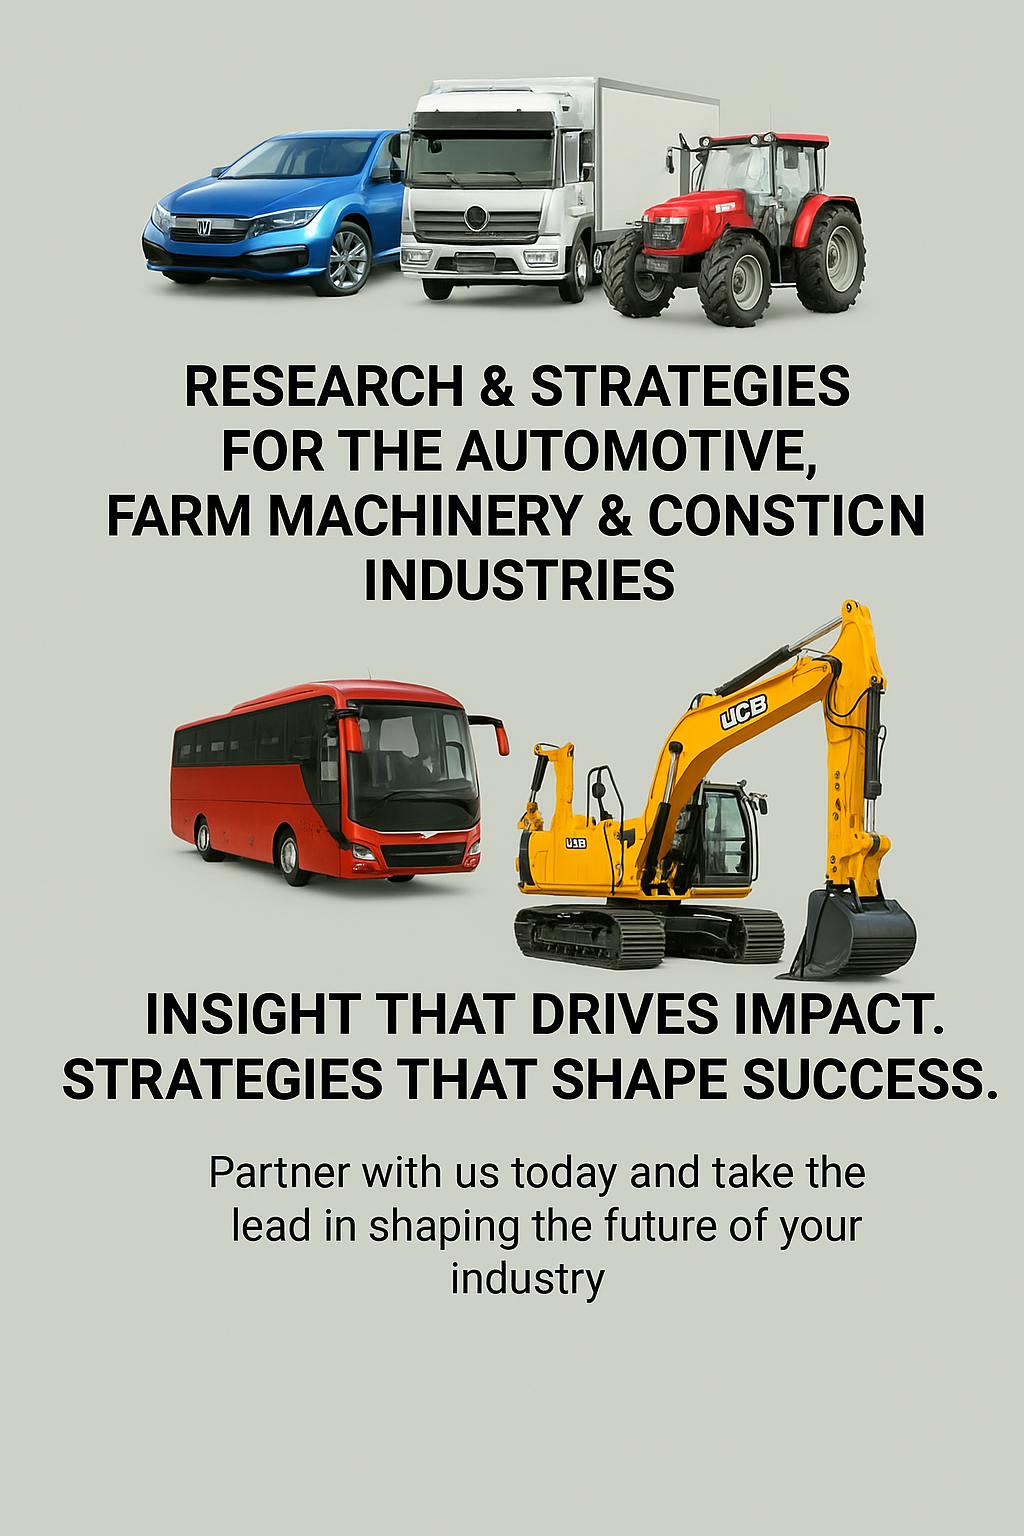 RESEARCH & STRATEGIES
FOR THE AUTOMOTIVE,
FARM MACHINERY & CONSTICN
INDUSTRIES
UCB
INSIGHT THAT DRIVES IMPACT.
STRATEGIES THAT SHAPE SUCCESS.
Partner with us today and take the
lead in shaping the future of your
industry